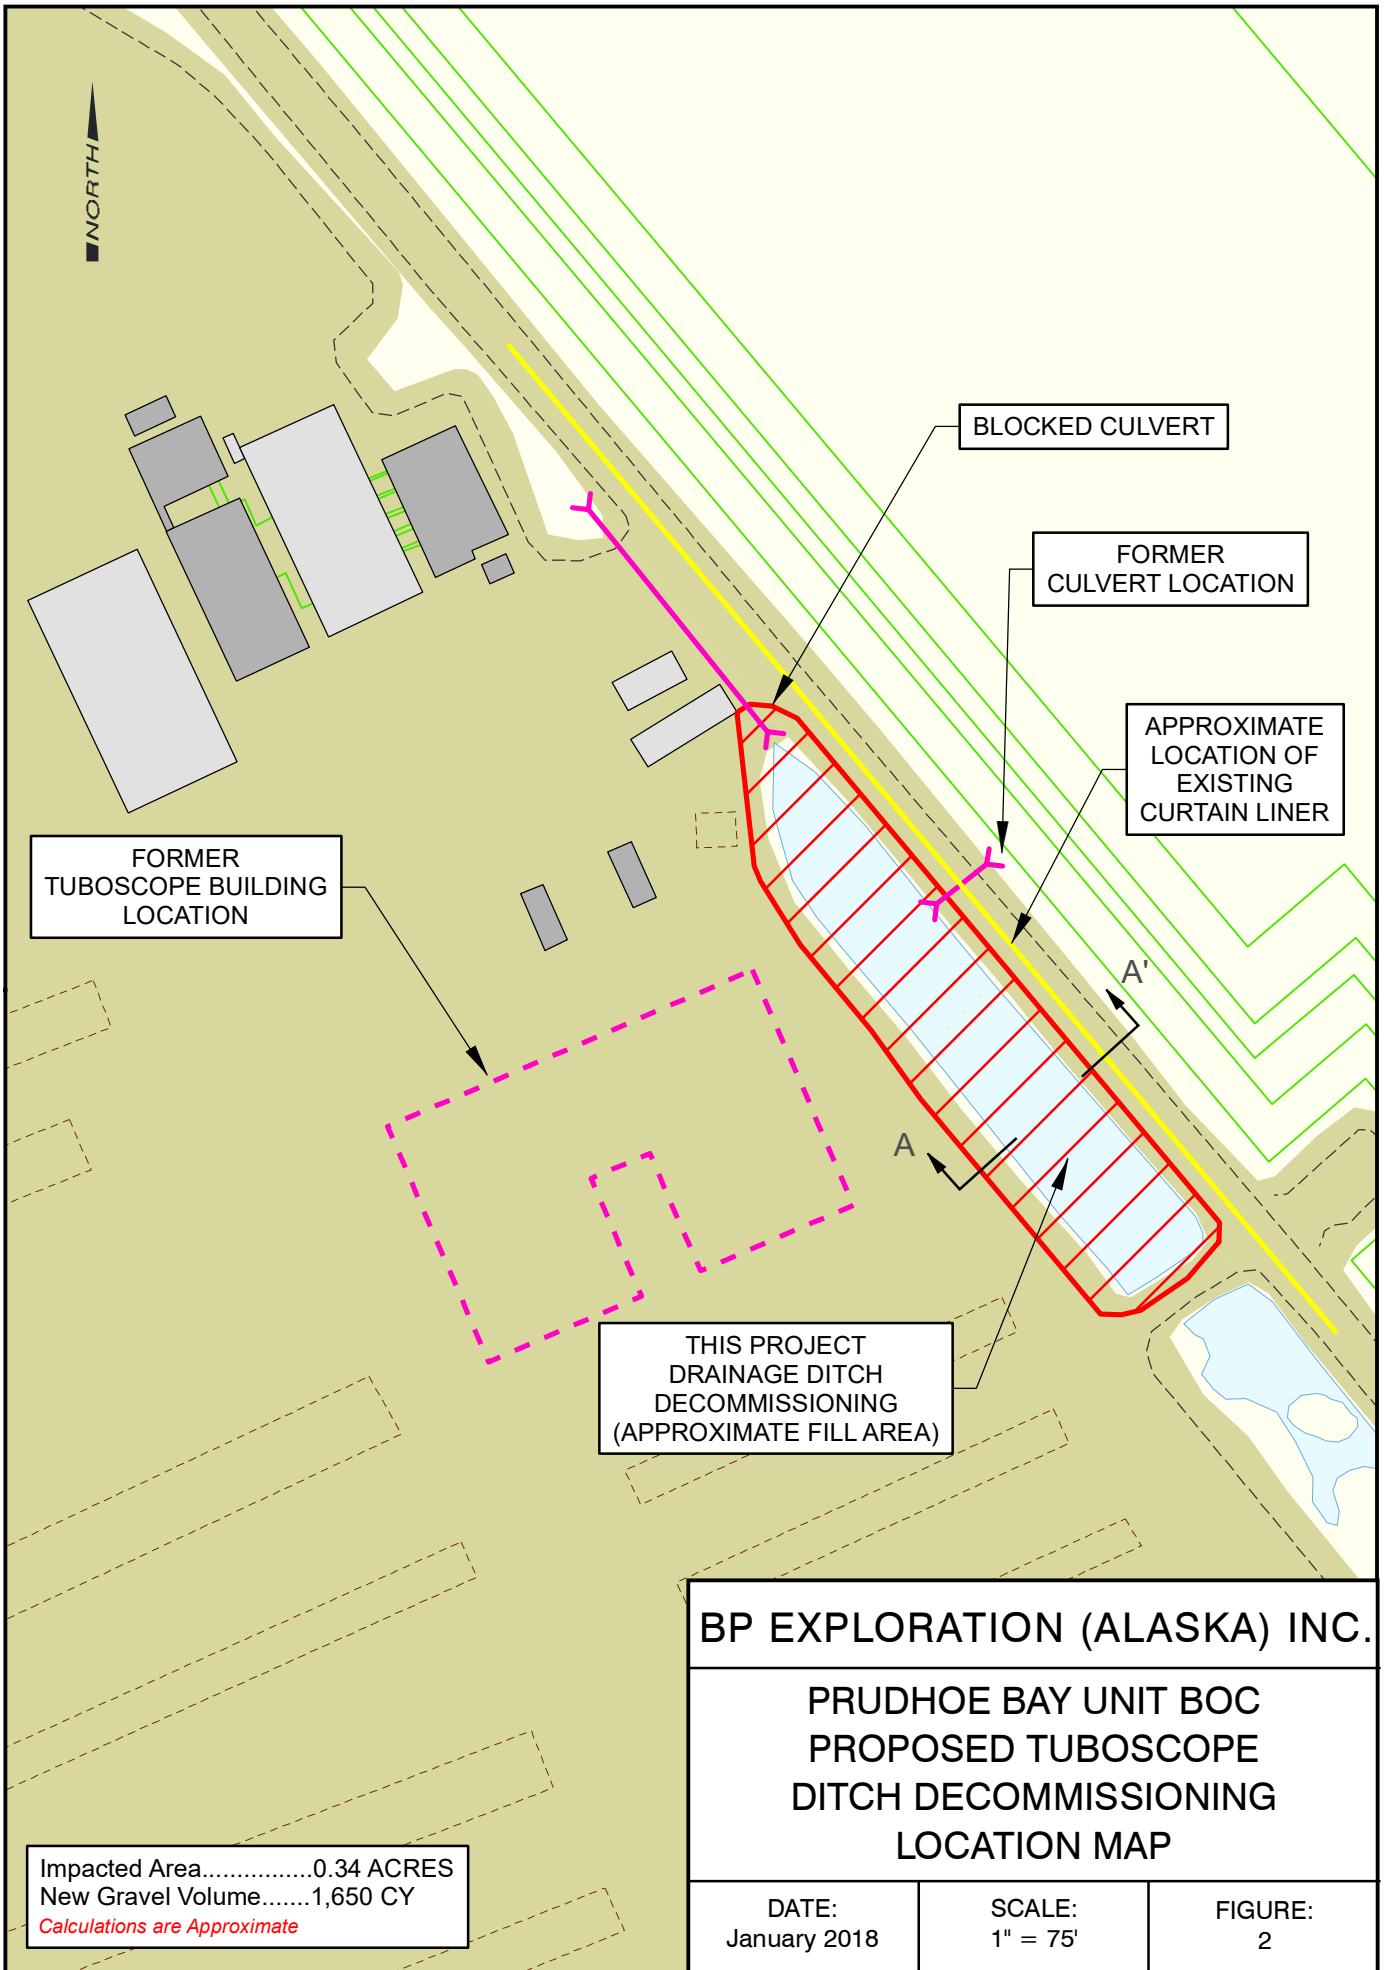 NORTH
BLOCKED CULVERT
FORMER
CULVERT LOCATION
APPROXIMATE
LOCATION OF
EXISTING
CURTAIN LINER
FORMER
TUBOSCOPE BUILDING
LOCATION
A'
A
THIS PROJECT
DRAINAGE DITCH
DECOMMISSIONING
(APPROXIMATE FILL AREA)
BP EXPLORATION (ALASKA) INC.
PRUDHOE BAY UNIT BOC
PROPOSED TUBOSCOPE
DITCH DECOMMISSIONING
LOCATION MAP
Impacted Area................0.34 ACRES
New Gravel Volume.......1,650 CY
Calculations are Approximate
DATE:
January 2018
SCALE:
1" = 75'
FIGURE:
2